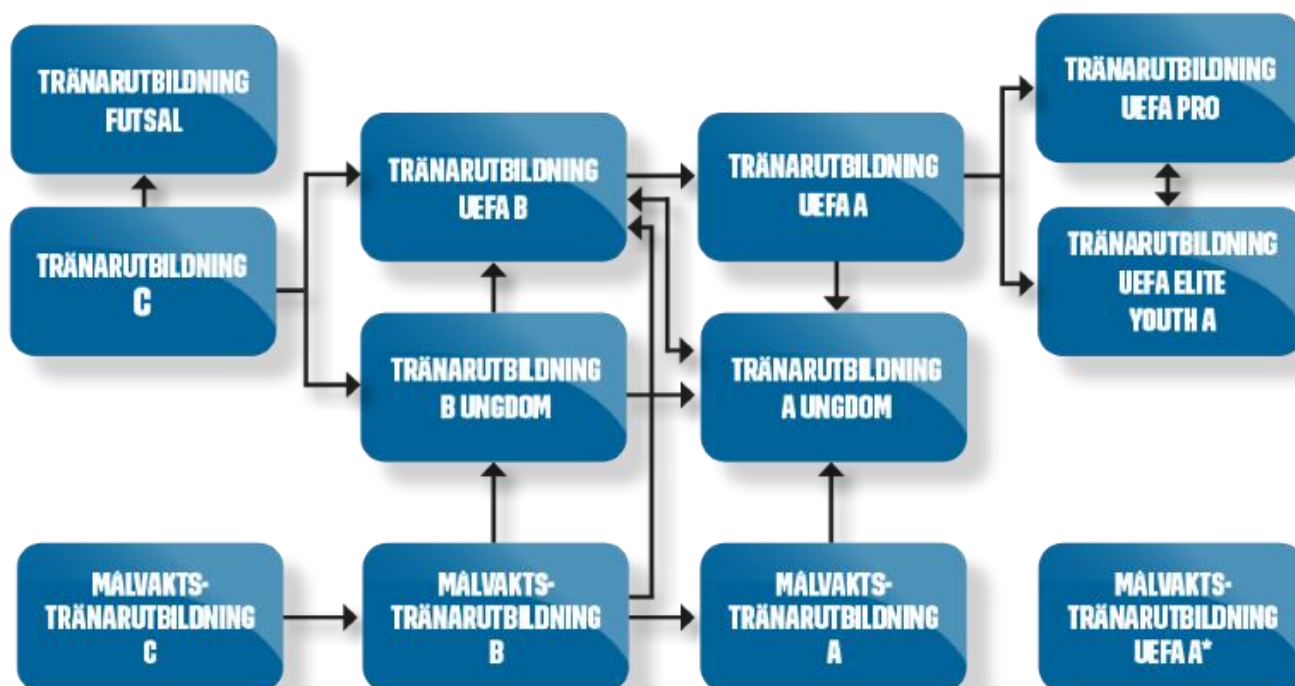 TRÄNARUTBILDNING
FUTSAL
TRÄNARUTBILDNING
C
TRÄNARUTBILDNING
UEFA B
TRÄNARUTBILDNING
B UNGDOM
TRÄNARUTBILDNING
UEFA A
TRÄNARUTBILDNING
A UNGDOM
TRÄNARUTBILDNING
UEFA PRO
TRÄNARUTBILDNING
UEFA ELITE
YOUTH A
MÅLVAKTS-
TRÄNARUTBILDNING
C
MÅLVAKTS-
TRÄNARUTBILDNING
B
MÅLVAKTS-
TRÄNARUTBILDNING
A
MÅLVAKTS-
TRÄNARUTBILDNING
UEFA A*